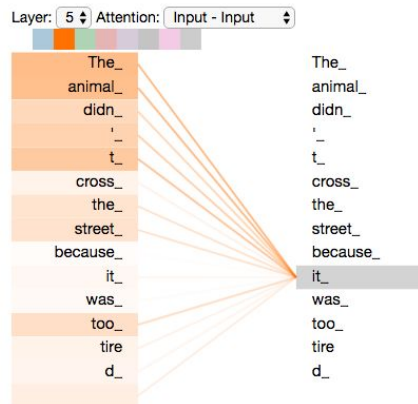 Layer: 5 Attention: Input - Input
The_ The_
animal_ animal_
didn_ didn_
'_ '_
t_ t_
cross_ cross_
the_ the_
street_ street_
because_ because_
it_ it_
was_ was_
too_ too_
tire tire
d_ d_